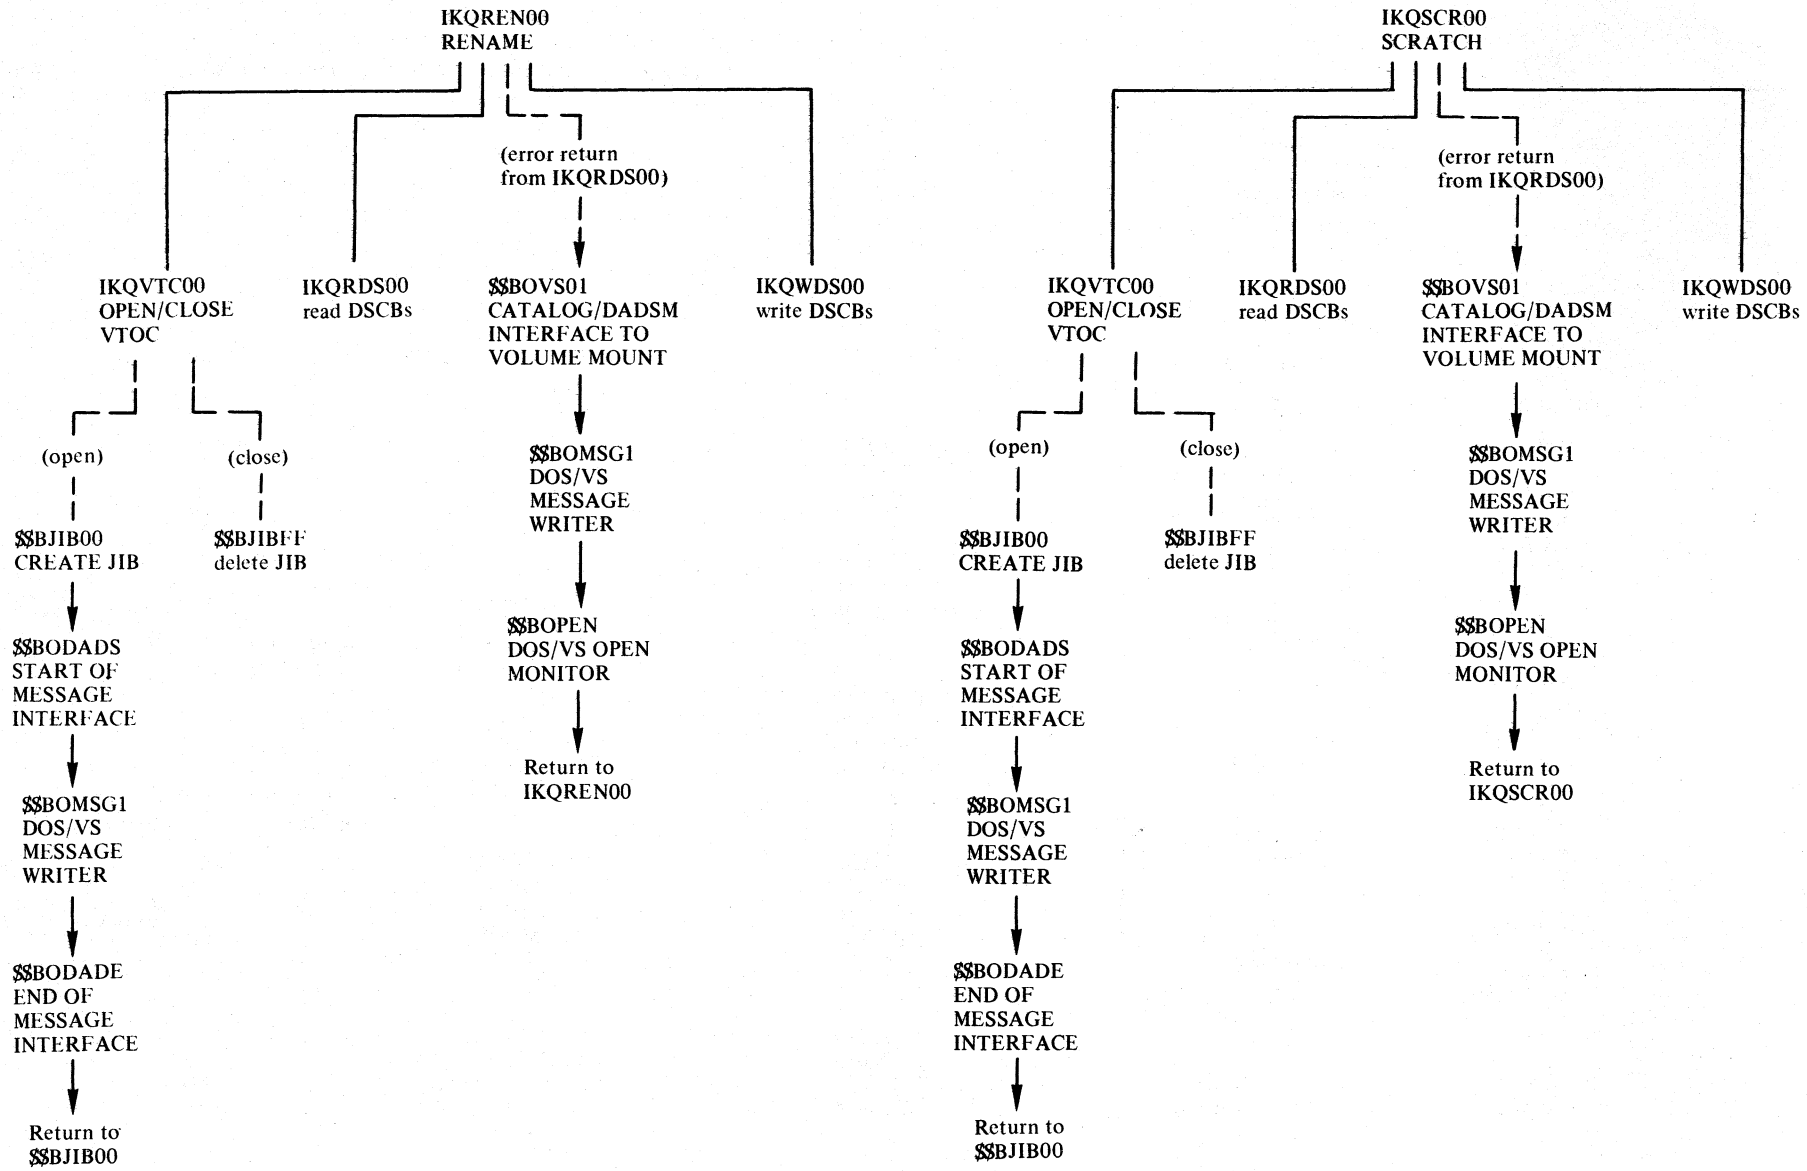 IKQREN00
RENAME
(error return
from IKQRDS00)
IKQVTC00
OPEN/CLOSE
VTOC
IKQRDS00
read DSCBs
$$BOVS01
CATALOG/DADSM
INTERFACE TO
VOLUME MOUNT
IKQWDS00
write DSCBs
(open)
(close)
$$BJIB00
CREATE JIB
$$BJIBFF
delete JIB
$$BOMSG1
DOS/VS
MESSAGE
WRITER
$$BODADS
START OF
MESSAGE
INTERFACE
$$BOPEN
DOS/VS OPEN
MONITOR
Return to
IKQREN00
$$BOMSG1
DOS/VS
MESSAGE
WRITER
$$BODADE
END OF
MESSAGE
INTERFACE
Return to
$$BJIB00
IKQSCR00
SCRATCH
(error return
from IKQRDS00)
IKQVTC00
OPEN/CLOSE
VTOC
IKQRDS00
read DSCBs
$$BOVS01
CATALOG/DADSM
INTERFACE TO
VOLUME MOUNT
IKQWDS00
write DSCBs
(open)
(close)
$$BJIB00
CREATE JIB
$$BJIBFF
delete JIB
$$BOMSG1
DOS/VS
MESSAGE
WRITER
$$BODADS
START OF
MESSAGE
INTERFACE
$$BOPEN
DOS/VS OPEN
MONITOR
Return to
IKQSCR00
$$BOMSG1
DOS/VS
MESSAGE
WRITER
$$BODADE
END OF
MESSAGE
INTERFACE
Return to
$$BJIB00